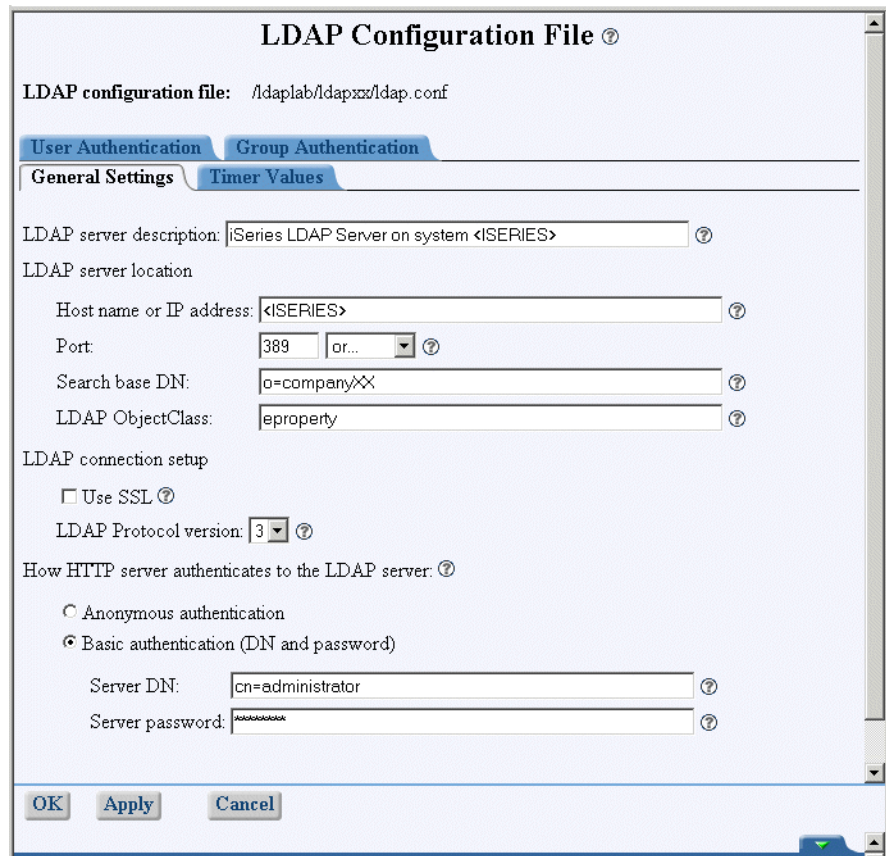 LDAP Configuration File
LDAP configuration file: /ldaplab/ldapxx/ldap.conf
User Authentication Group Authentication
General Settings Timer Values
LDAP server description: iSeries LDAP Server on system <ISERIES>
LDAP server location
Host name or IP address: <ISERIES>
Port: 389 or...
Search base DN: o=companyXX
LDAP ObjectClass: eproperty
LDAP connection setup
Use SSL
LDAP Protocol version: 3
How HTTP server authenticates to the LDAP server:
Anonymous authentication
Basic authentication (DN and password)
Server DN: cn=administrator
Server password: ********
OK Apply Cancel